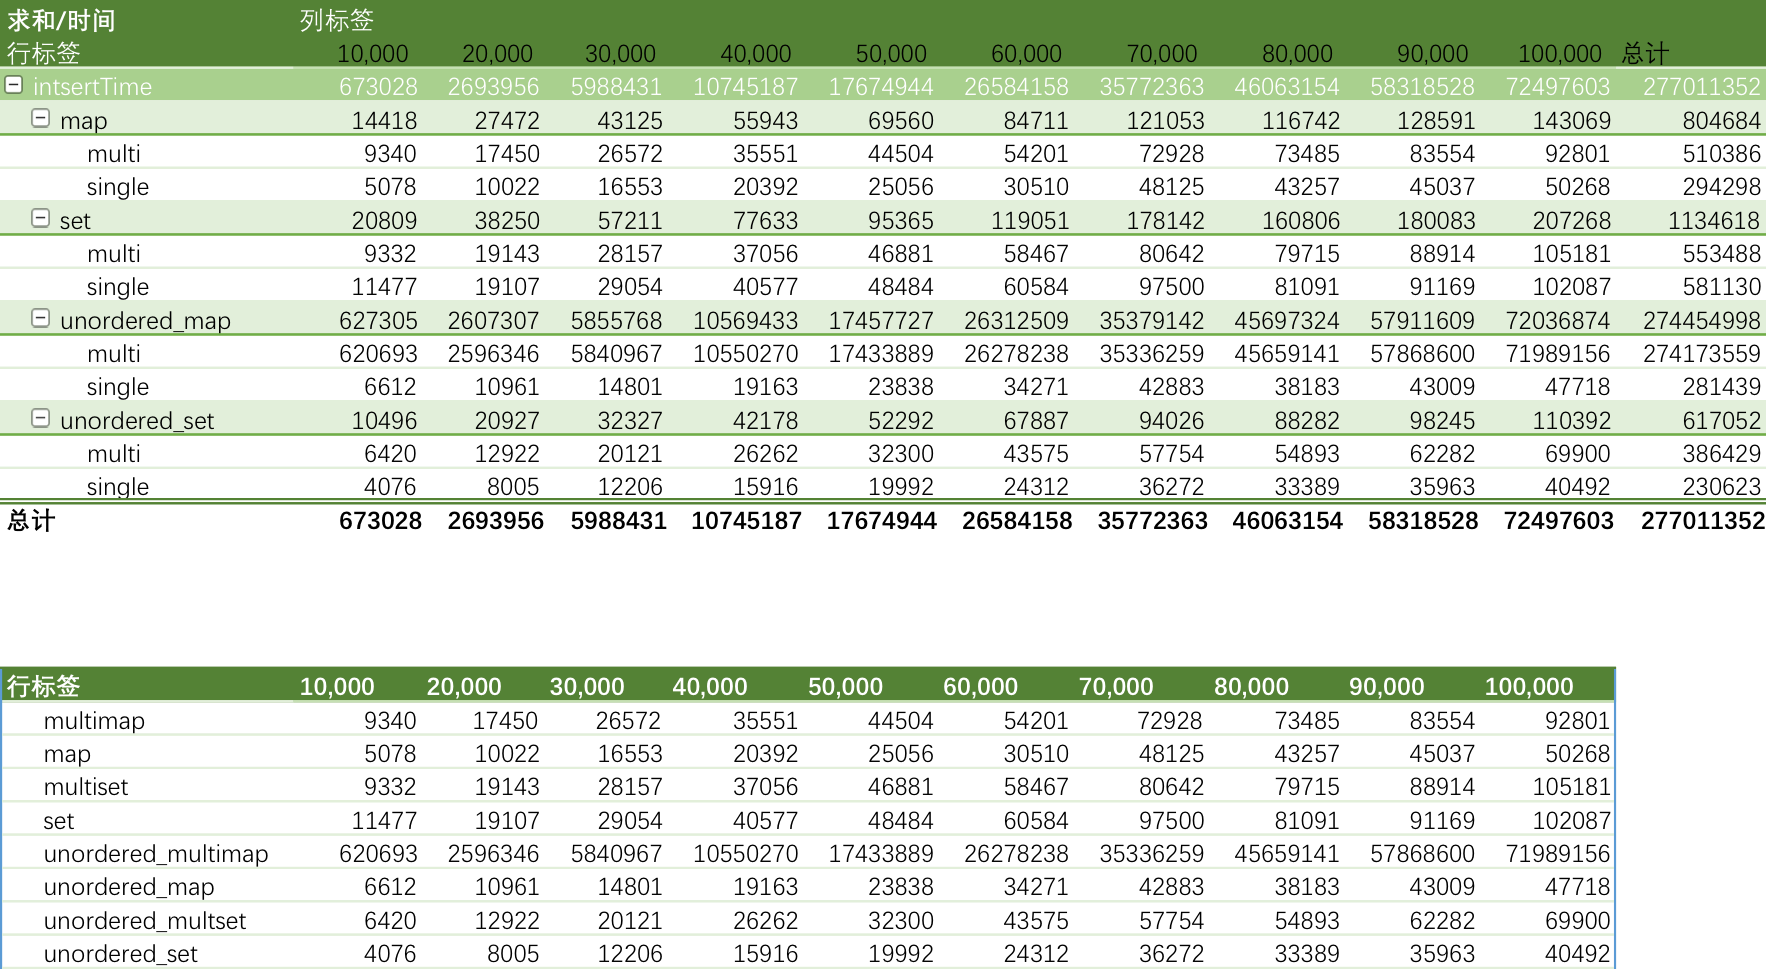 求和/时间 列标签
行标签 10,000 20,000 30,000 40,000 50,000 60,000 70,000 80,000 90,000 100,000 总计
intsertTime 673028 2693956 5988431 10745187 17674944 26584158 35772363 46063154 58318528 72497603 277011352
map 14418 27472 43125 55943 69560 84711 121053 116742 128591 143069 804684
multi 9340 17450 26572 35551 44504 54201 72928 73485 83554 92801 510386
single 5078 10022 16553 20392 25056 30510 48125 43257 45037 50268 294298
set 20809 38250 57211 77633 95365 119051 178142 160806 180083 207268 1134618
multi 9332 19143 28157 37056 46881 58467 80642 79715 88914 105181 553488
single 11477 19107 29054 40577 48484 60584 97500 81091 91169 102087 581130
unordered_map 627305 2607307 5855768 10569433 17457727 26312509 35379142 45697324 57911609 72036874 274454998
multi 620693 2596346 5840967 10550270 17433889 26278238 35336259 45659141 57868600 71989156 274173559
single 6612 10961 14801 19163 23838 34271 42883 38183 43009 47718 281439
unordered_set 10496 20927 32327 42178 52292 67887 94026 88282 98245 110392 617052
multi 6420 12922 20121 26262 32300 43575 57754 54893 62282 69900 386429
single 4076 8005 12206 15916 19992 24312 36272 33389 35963 40492 230623
总计 673028 2693956 5988431 10745187 17674944 26584158 35772363 46063154 58318528 72497603 277011352
行标签 10,000 20,000 30,000 40,000 50,000 60,000 70,000 80,000 90,000 100,000
multimap 9340 17450 26572 35551 44504 54201 72928 73485 83554 92801
map 5078 10022 16553 20392 25056 30510 48125 43257 45037 50268
multiset 9332 19143 28157 37056 46881 58467 80642 79715 88914 105181
set 11477 19107 29054 40577 48484 60584 97500 81091 91169 102087
unordered_multimap 620693 2596346 5840967 10550270 17433889 26278238 35336259 45659141 57868600 71989156
unordered_map 6612 10961 14801 19163 23838 34271 42883 38183 43009 47718
unordered_multset 6420 12922 20121 26262 32300 43575 57754 54893 62282 69900
unordered_set 4076 8005 12206 15916 19992 24312 36272 33389 35963 40492